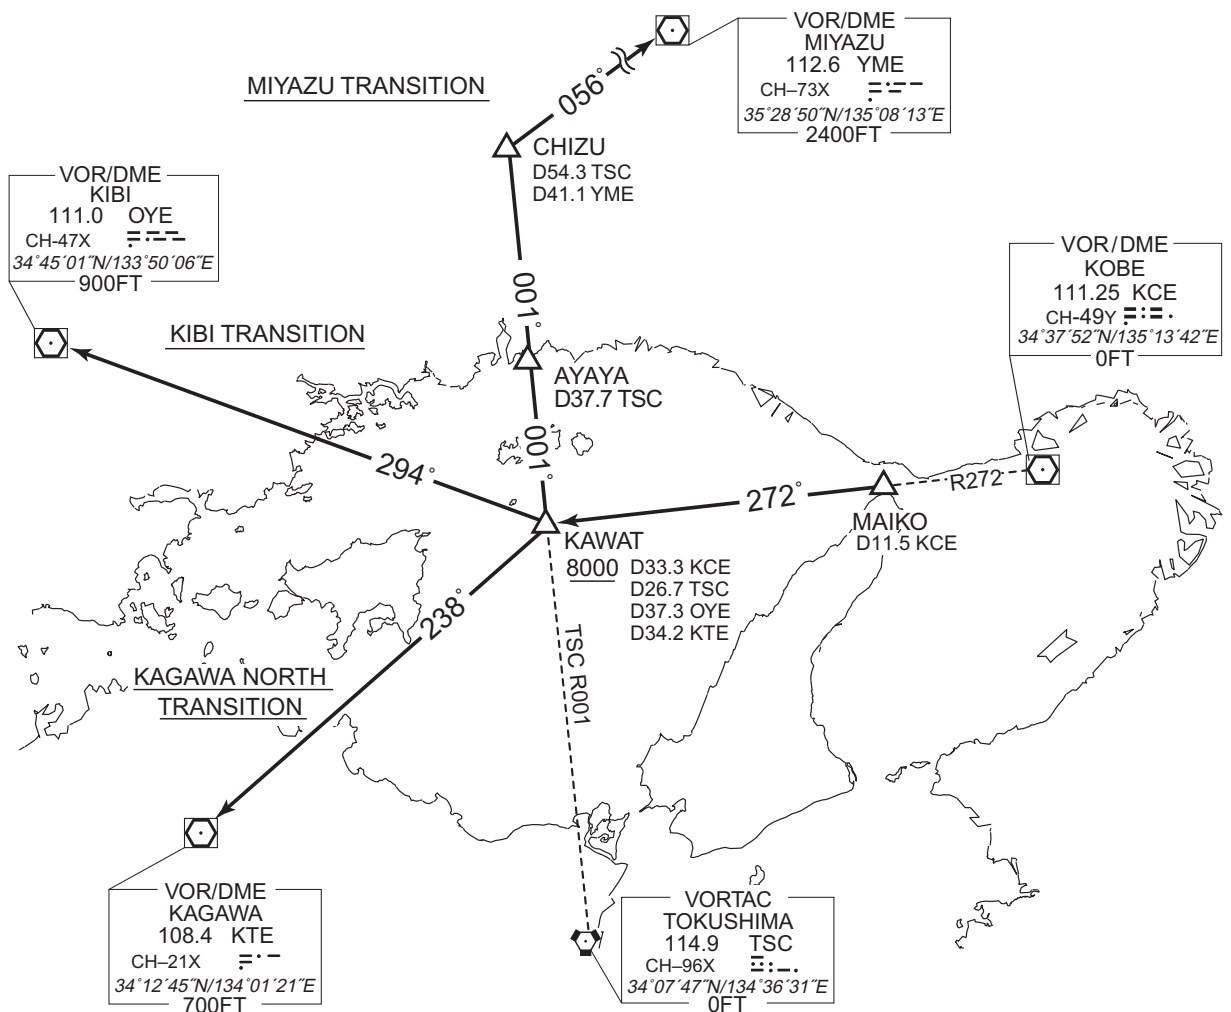 VOR/DME
MIYAZU
112.6 YME
CH–73X
35°28´50˝N/135°08´13˝E
2400FT
MIYAZU TRANSITION
056°
CHIZU
D54.3 TSC
D41.1 YME
VOR/DME
KIBI
111.0 OYE
CH-47X
34°45´01˝N/133°50´06˝E
900FT
VOR/DME
KOBE
111.25 KCE
CH-49Y
34°37´52˝N/135°13´42˝E
0FT
001°
KIBI TRANSITION
AYAYA
D37.7 TSC
001°
294°
272°
R272
MAIKO
D11.5 KCE
KAWAT
8000
D33.3 KCE
D26.7 TSC
D37.3 OYE
D34.2 KTE
238°
TSC R001
KAGAWA NORTH
TRANSITION
VOR/DME
KAGAWA
108.4 KTE
CH–21X
34°12´45˝N/134°01´21˝E
700FT
VORTAC
TOKUSHIMA
114.9 TSC
CH–96X
34°07´47˝N/134°36´31˝E
0FT